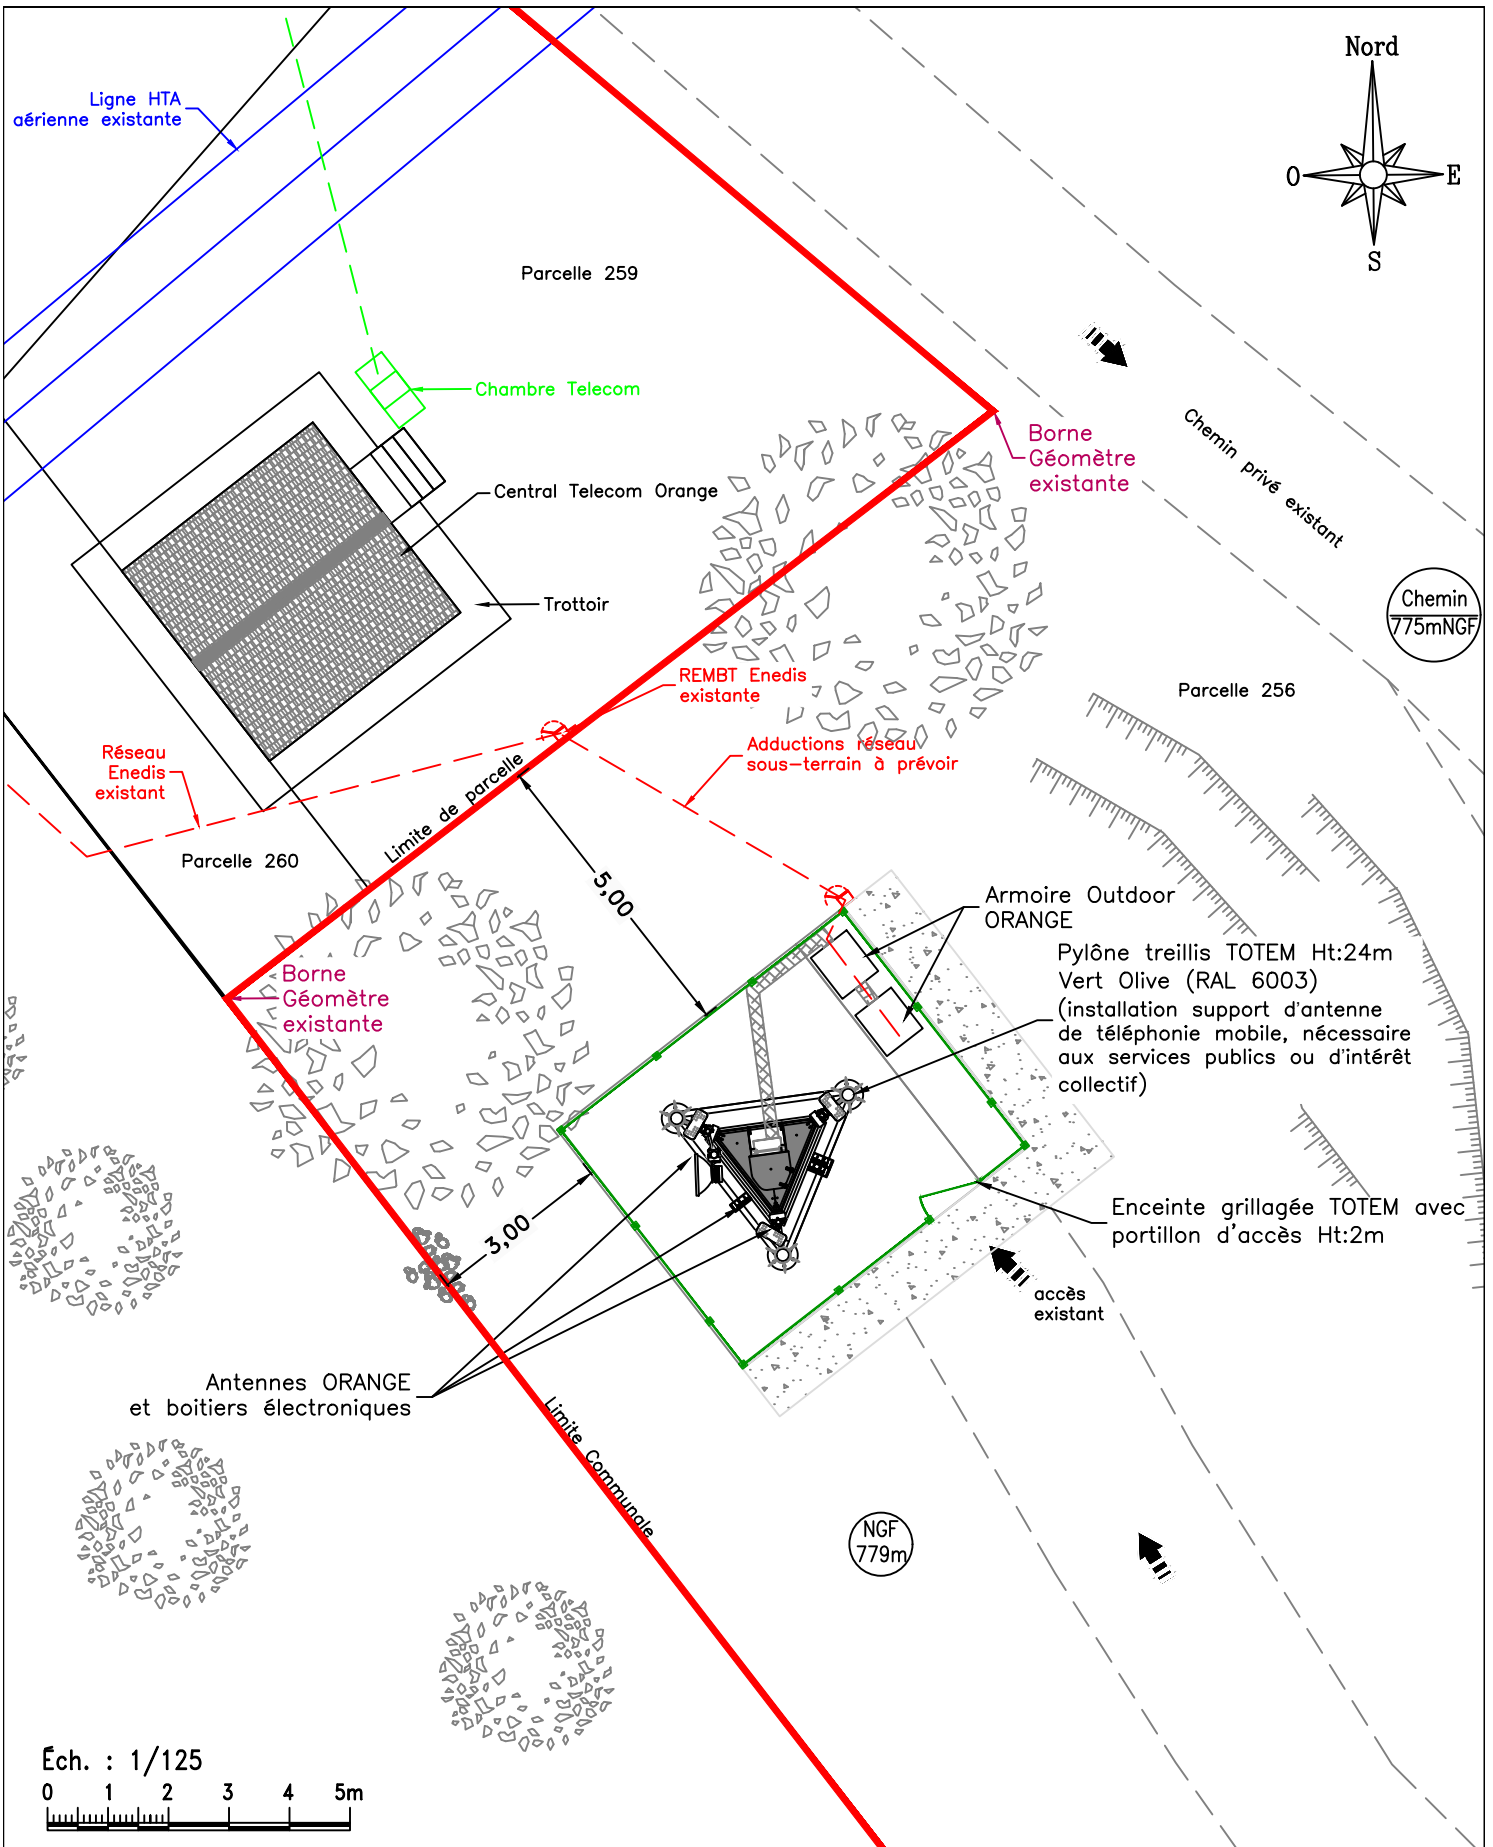 Nord
O
E
S
Ligne HTA
aérienne existante
Parcelle 259
Chambre Telecom
Central Telecom Orange
Trottoir
Borne
Géomètre
existante
Chemin privé existant
Chemin
775mNGF
Parcelle 256
REMBT Enedis
existante
Adductions réseau
sous-terrain à prévoir
Réseau
Enedis
existant
Limite de parcelle
Parcelle 260
5,00
Armoire Outdoor
ORANGE
Pylône treillis TOTEM Ht:24m
Vert Olive (RAL 6003)
(installation support d'antenne
de téléphonie mobile, nécessaire
aux services publics ou d'intérêt
collectif)
Borne
Géomètre
existante
3,00
Enceinte grillagée TOTEM avec
portillon d'accès Ht:2m
accès
existant
Antennes ORANGE
et boitiers électroniques
Limite Communale
NGF
779m
Éch. : 1/125
0 1 2 3 4 5m